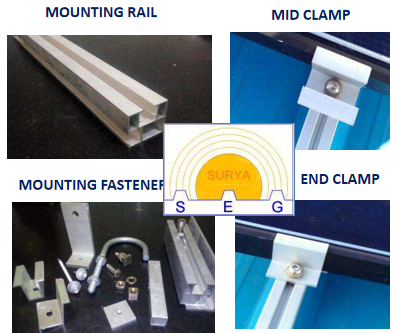 MOUNTING RAIL
MID CLAMP
MOUNTING FASTENER
END CLAMP
SURYA
S E G